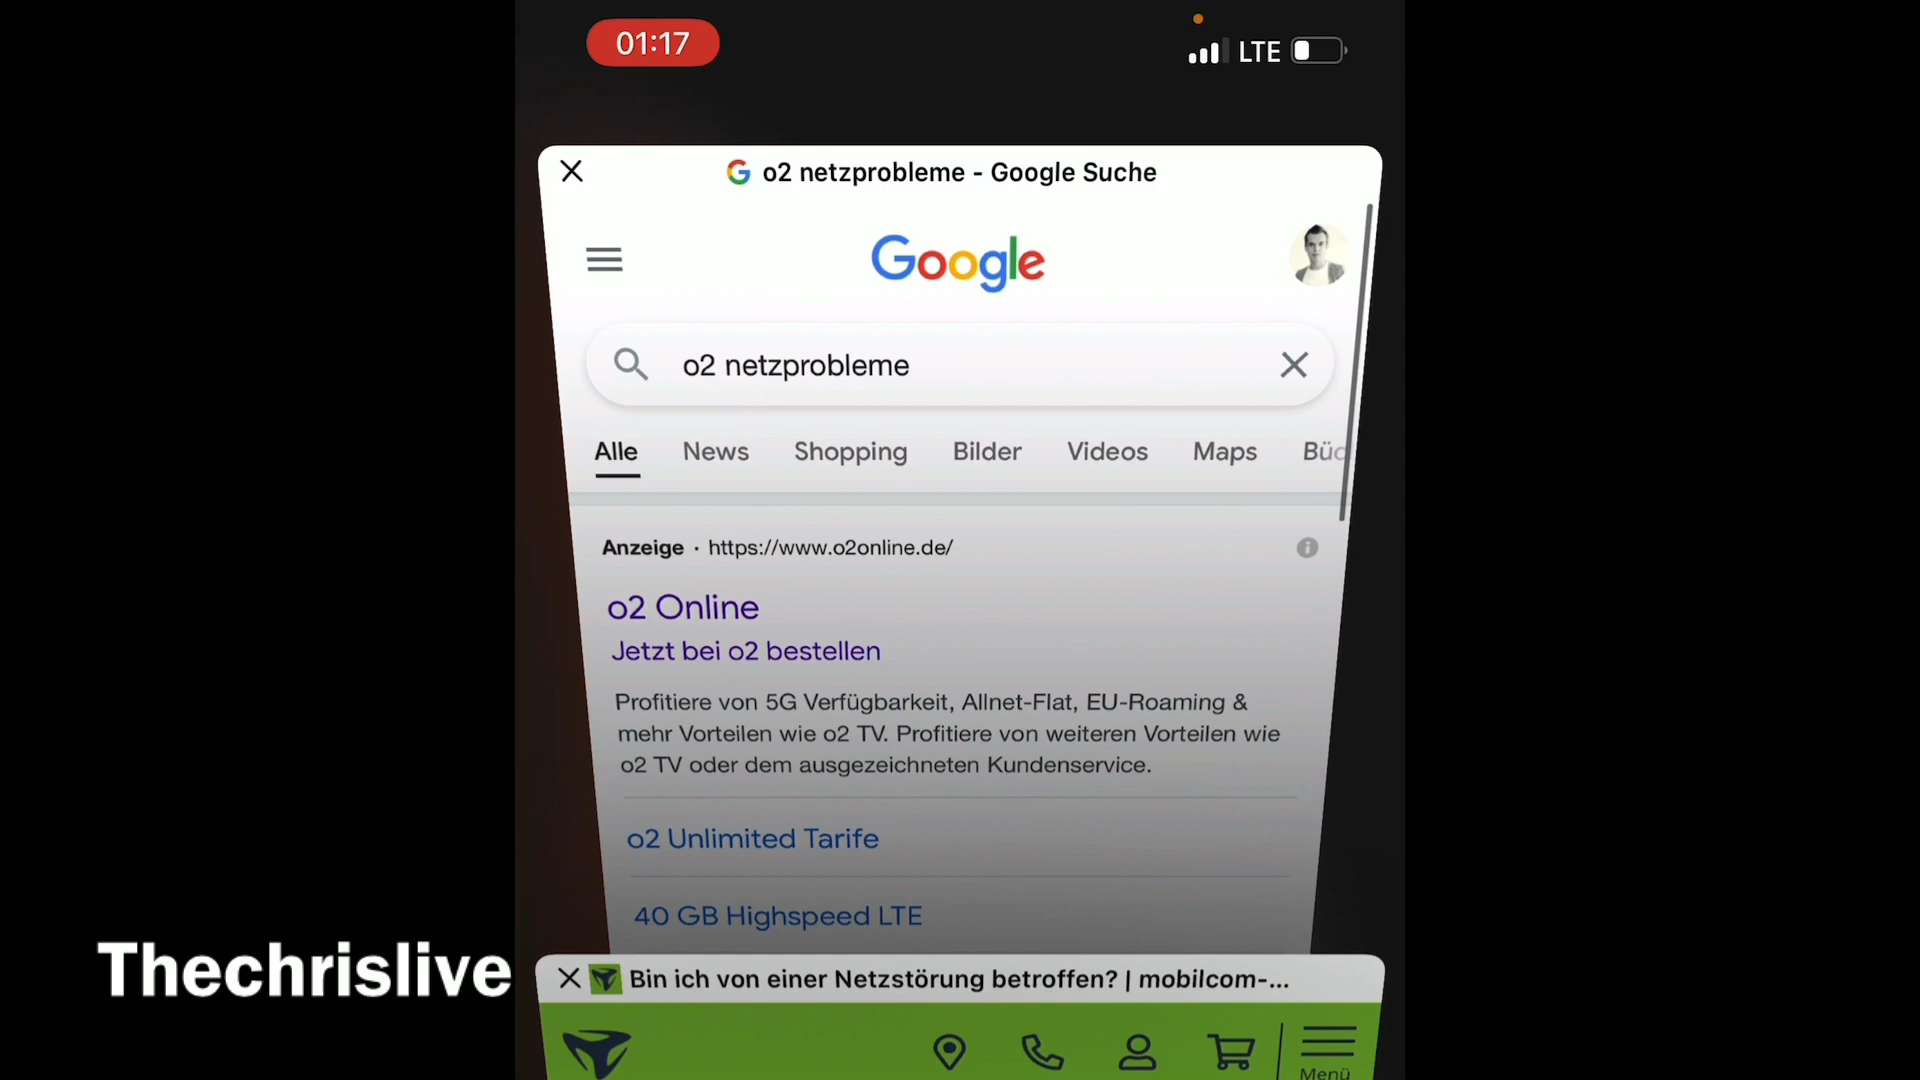 01:17
LTE
o2 netzprobleme - Google Suche
Google
o2 netzprobleme
Alle News Shopping Bilder Videos Maps Büc
Anzeige · https://www.o2online.de/
o2 Online
Jetzt bei o2 bestellen
Profitiere von 5G Verfügbarkeit, Allnet-Flat, EU-Roaming &
mehr Vorteilen wie o2 TV. Profitiere von weiteren Vorteilen wie
o2 TV oder dem ausgezeichneten Kundenservice.
o2 Unlimited Tarife
40 GB Highspeed LTE
Thechrislive
Bin ich von einer Netzstörung betroffen? | mobilcom-...
Menü